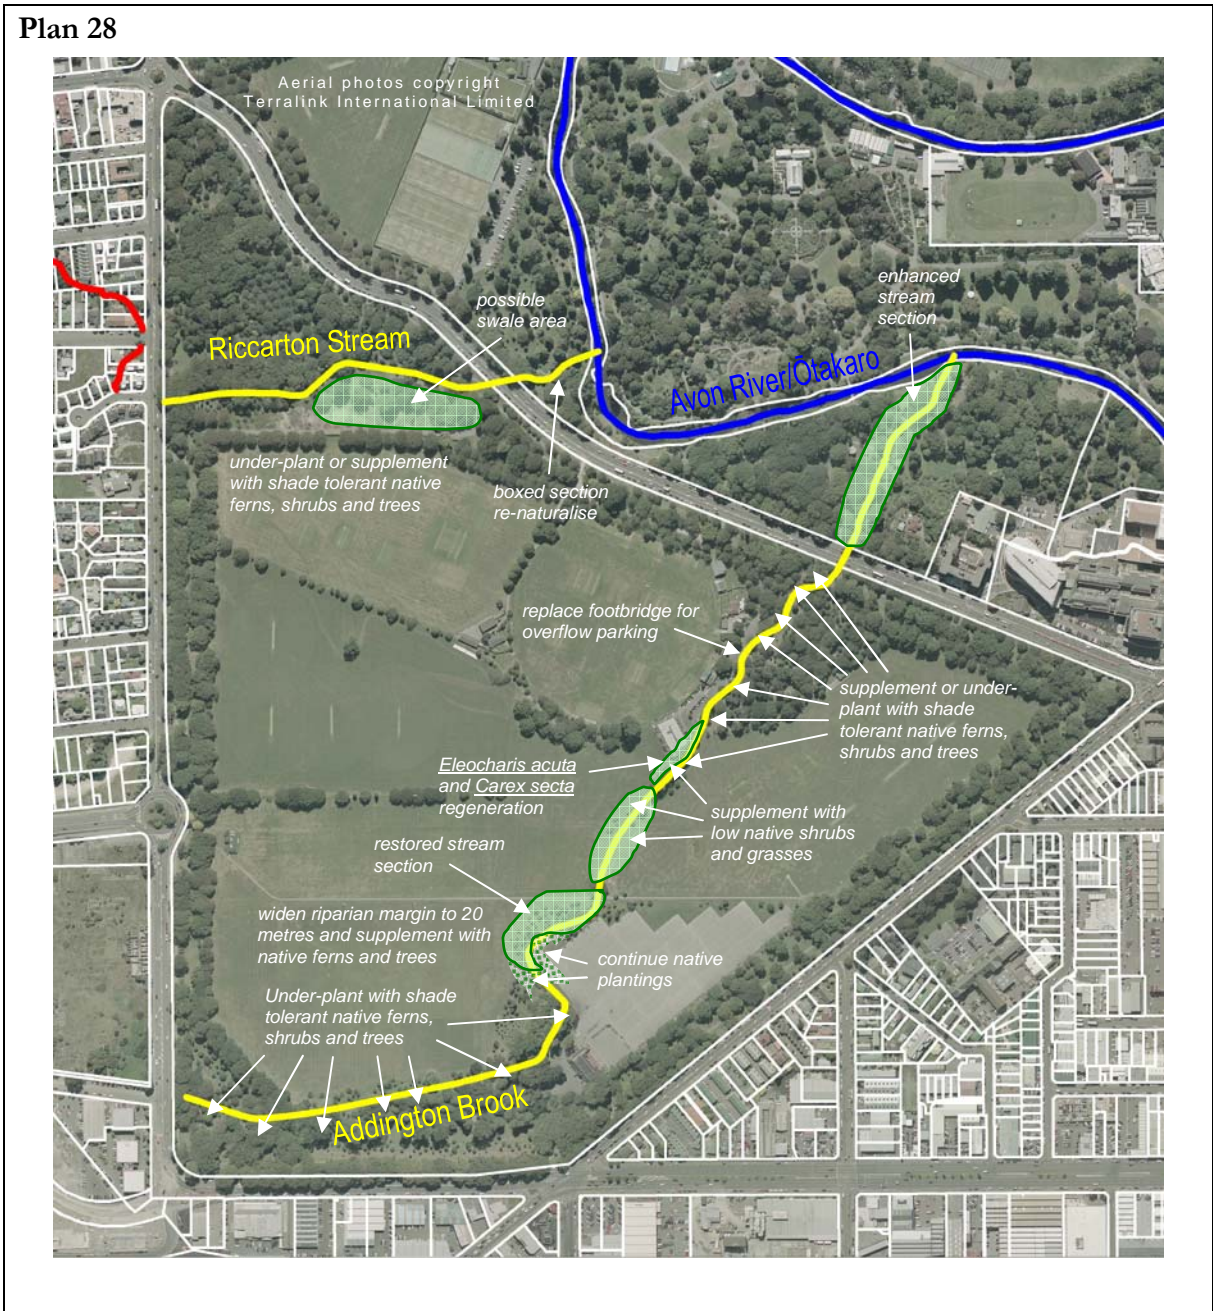 Plan 28
Aerial photos copyright
Terralink International Limited
enhanced
stream
section
possible
swale area
Riccarton Stream
Avon River/Ōtakaro
under-plant or supplement
with shade tolerant native
ferns, shrubs and trees
boxed section
re-naturalise
replace footbridge for
overflow parking
supplement or under-
plant with shade
tolerant native ferns,
shrubs and trees
Eleocharis acuta
and Carex secta
regeneration
supplement with
low native shrubs
and grasses
restored stream
section
widen riparian margin to 20
metres and supplement with
native ferns and trees
continue native
plantings
Under-plant with shade
tolerant native ferns,
shrubs and trees
Addington Brook